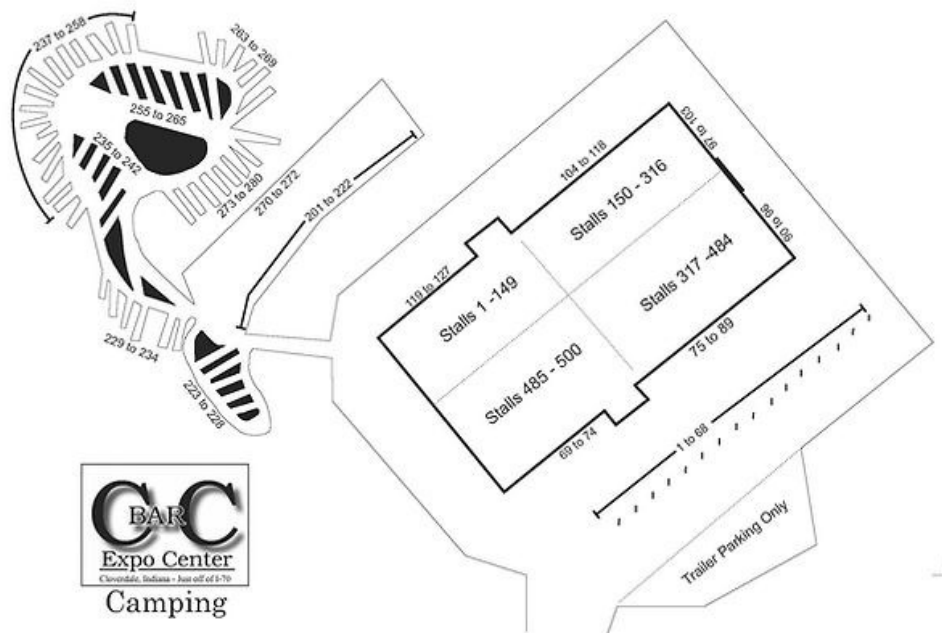 237 to 258
263 to 269
255 to 265
235 to 242
273 to 280
270 to 272
201 to 222
229 to 234
223 to 228
104 to 118
97 to 103
90 to 96
119 to 127
Stalls 150 - 316
Stalls 1 -149
Stalls 317 -484
Stalls 485 - 500
75 to 89
69 to 74
1 to 68
Trailer Parking Only
C BAR C
Expo Center
Cloverdale, Indiana - Just off of I-70
Camping